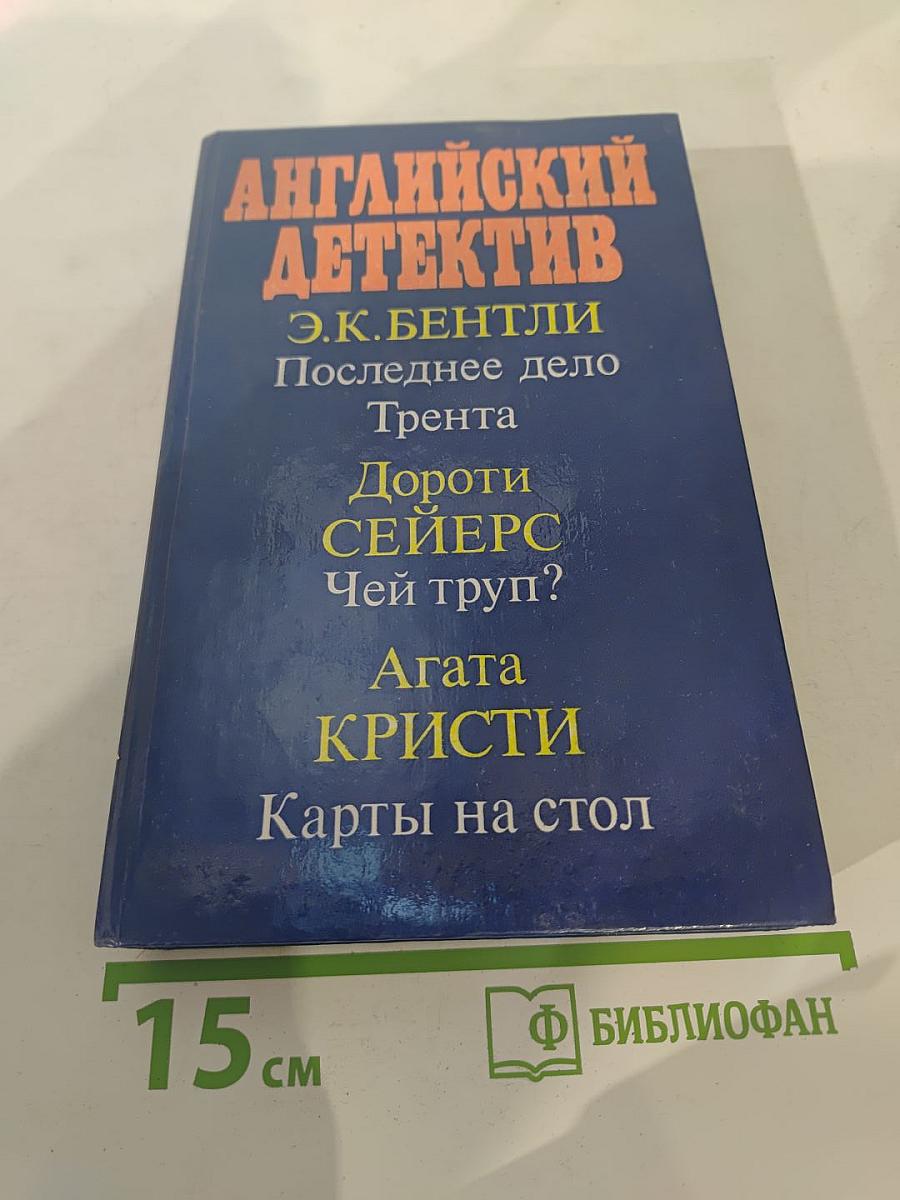 АНГЛИЙСКИЙ
ДЕТЕКТИВ
Э.К.БЕНТЛИ
Последнее дело
Трента
Дороти
СЕЙЕРС
Чей труп?
Агата
КРИСТИ
Карты на стол
15 см
Ф БИБЛИОФАН